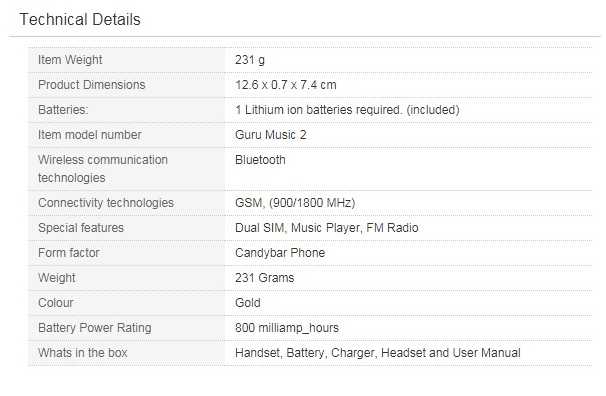 Technical Details
Item Weight 231 g
Product Dimensions 12.6 x 0.7 x 7.4 cm
Batteries: 1 Lithium ion batteries required. (included)
Item model number Guru Music 2
Wireless communication Bluetooth
technologies
Connectivity technologies GSM, (900/1800 MHz)
Special features Dual SIM, Music Player, FM Radio
Form factor Candybar Phone
Weight 231 Grams
Colour Gold
Battery Power Rating 800 milliamp_hours
Whats in the box Handset, Battery, Charger, Headset and User Manual